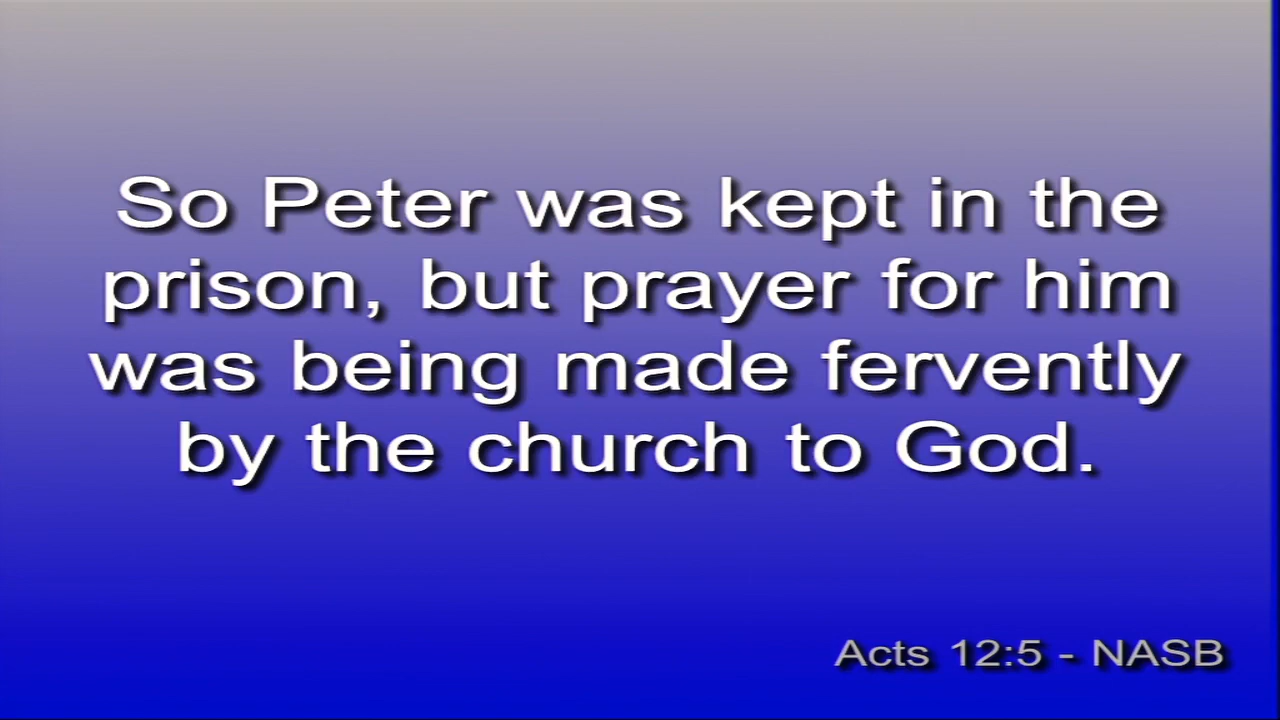 So Peter was kept in the
prison, but prayer for him
was being made fervently
by the church to God.
Acts 12:5 - NASB